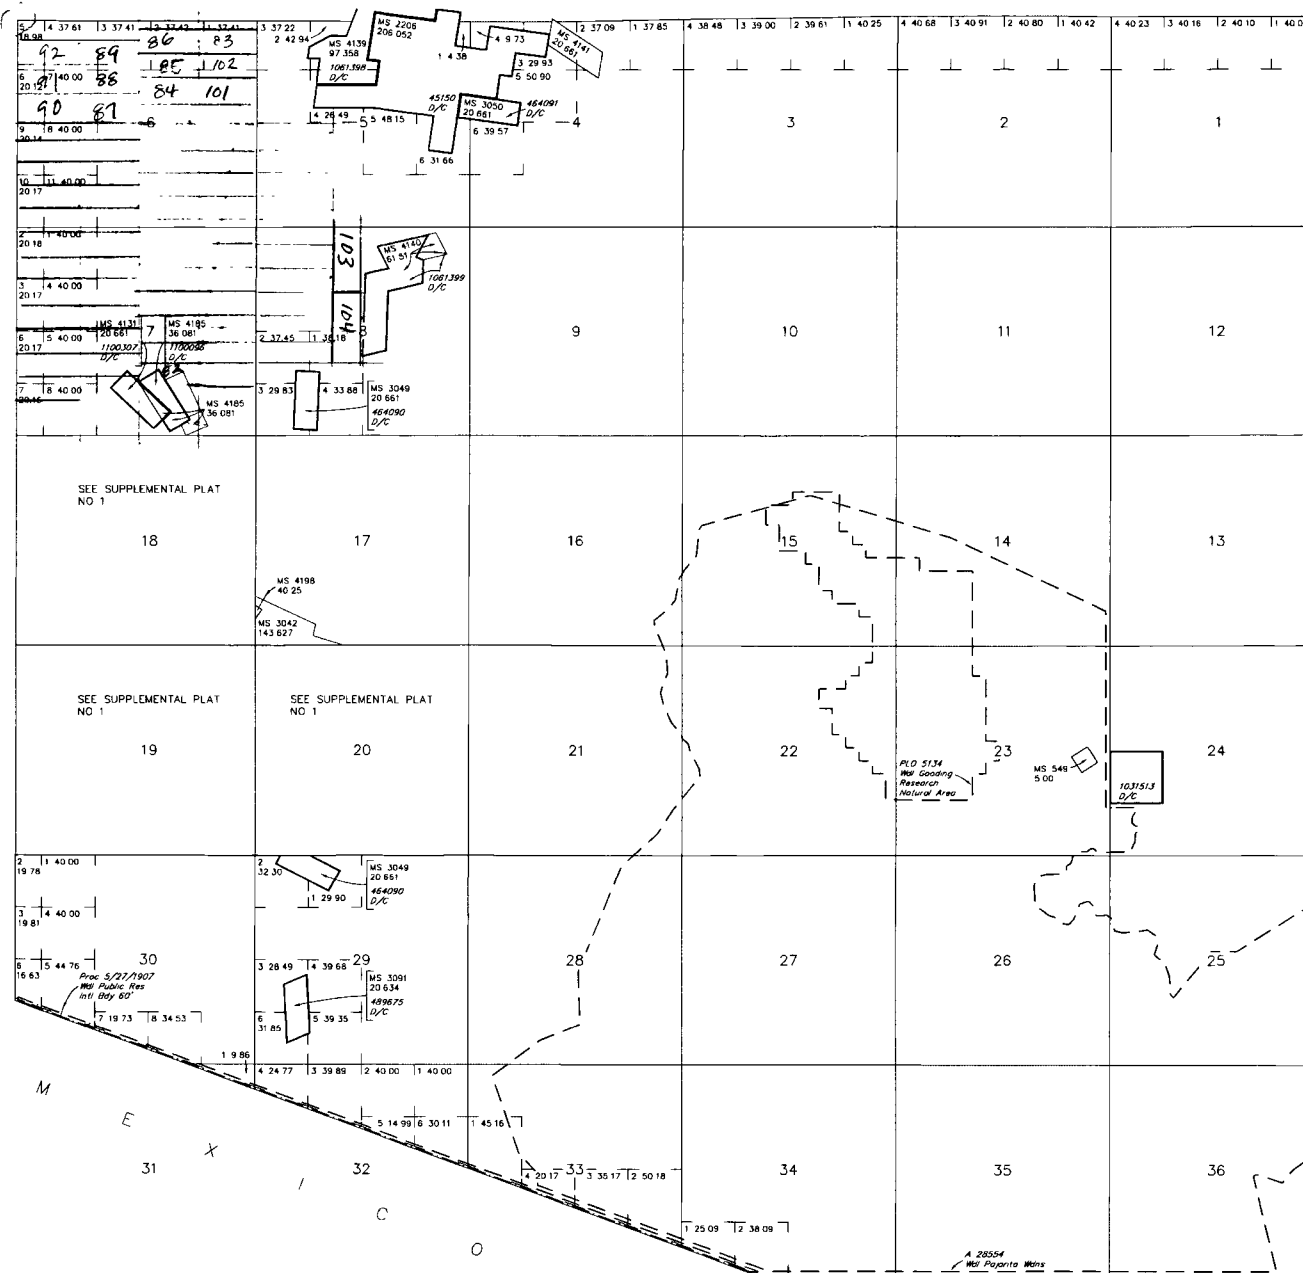 5 4 37 61 3 37 41 2 37.42 1 37.41 3 37 22
18.98
2 42 94
MS 2206
206 052
MS 4139
97 358
1061398
D/C
1 4 38
4 9 73
3 29 93
5 50 90
MS 4141
20 661
2 37 09 1 37 85 4 38 48 3 39 00 2 39 61 1 40 25 4 40 68 3 40 91 2 40 80 1 40 42 4 40 23 3 40 16 2 40 10 1 40 0
92 89 86 83
6 7 40 00
20 12
91 88 85 102
90 87 84 101
9 8 40 00
20 14
6
4 26 49 5 5 48 15
45150
D/C
MS 3050
20 661
464091
D/C
6 39 57
6 31 66
4 3 2 1
10 11 40 00
20 17
2 1 40 00
20 18
3 4 40 00
20 17
103
104
MS 4140
61 51
1061399
D/C
6 5 40 00
20 17
MS 4131
20 661
1100307
D/C
7
MS 4185
36 081
1100096
D/C
2 37.45 1 36 18
8 9 10 11 12
7 8 40 00
20 16
MS 4185
36 081
3 29 83 4 33 88
MS 3049
20 661
464090
D/C
SEE SUPPLEMENTAL PLAT
NO 1
18 17 16 15 14 13
MS 4198
40 25
MS 3042
143 627
SEE SUPPLEMENTAL PLAT
NO 1
SEE SUPPLEMENTAL PLAT
NO 1
19 20 21 22 23 24
PLO 5134
Wdl Gooding
Research
Natural Area
MS 549
5 00
1031513
D/C
2 1 40 00
19 78
2
32 30
1 29 90
MS 3049
20 661
464090
D/C
3 4 40 00
19 81
6 5 44 76
16 63
30 29 28 27 26 25
3 28 49 4 39 68
Proc 5/27/1907
Wdl Public Res
Intl Bdy 60'
MS 3091
20 634
489675
D/C
7 19 73 8 34 53
6
31 85
5 39 35
1 9 86
4 24 77 3 39 89 2 40 00 1 40 00
5 14 99 6 30 11 1 45 16
M E X I C O
31 32 33 34 35 36
4 20 17 3 35 17 2 50 18
1 25 09 2 38 09
A 28554
Wdl Pajarita Wdns